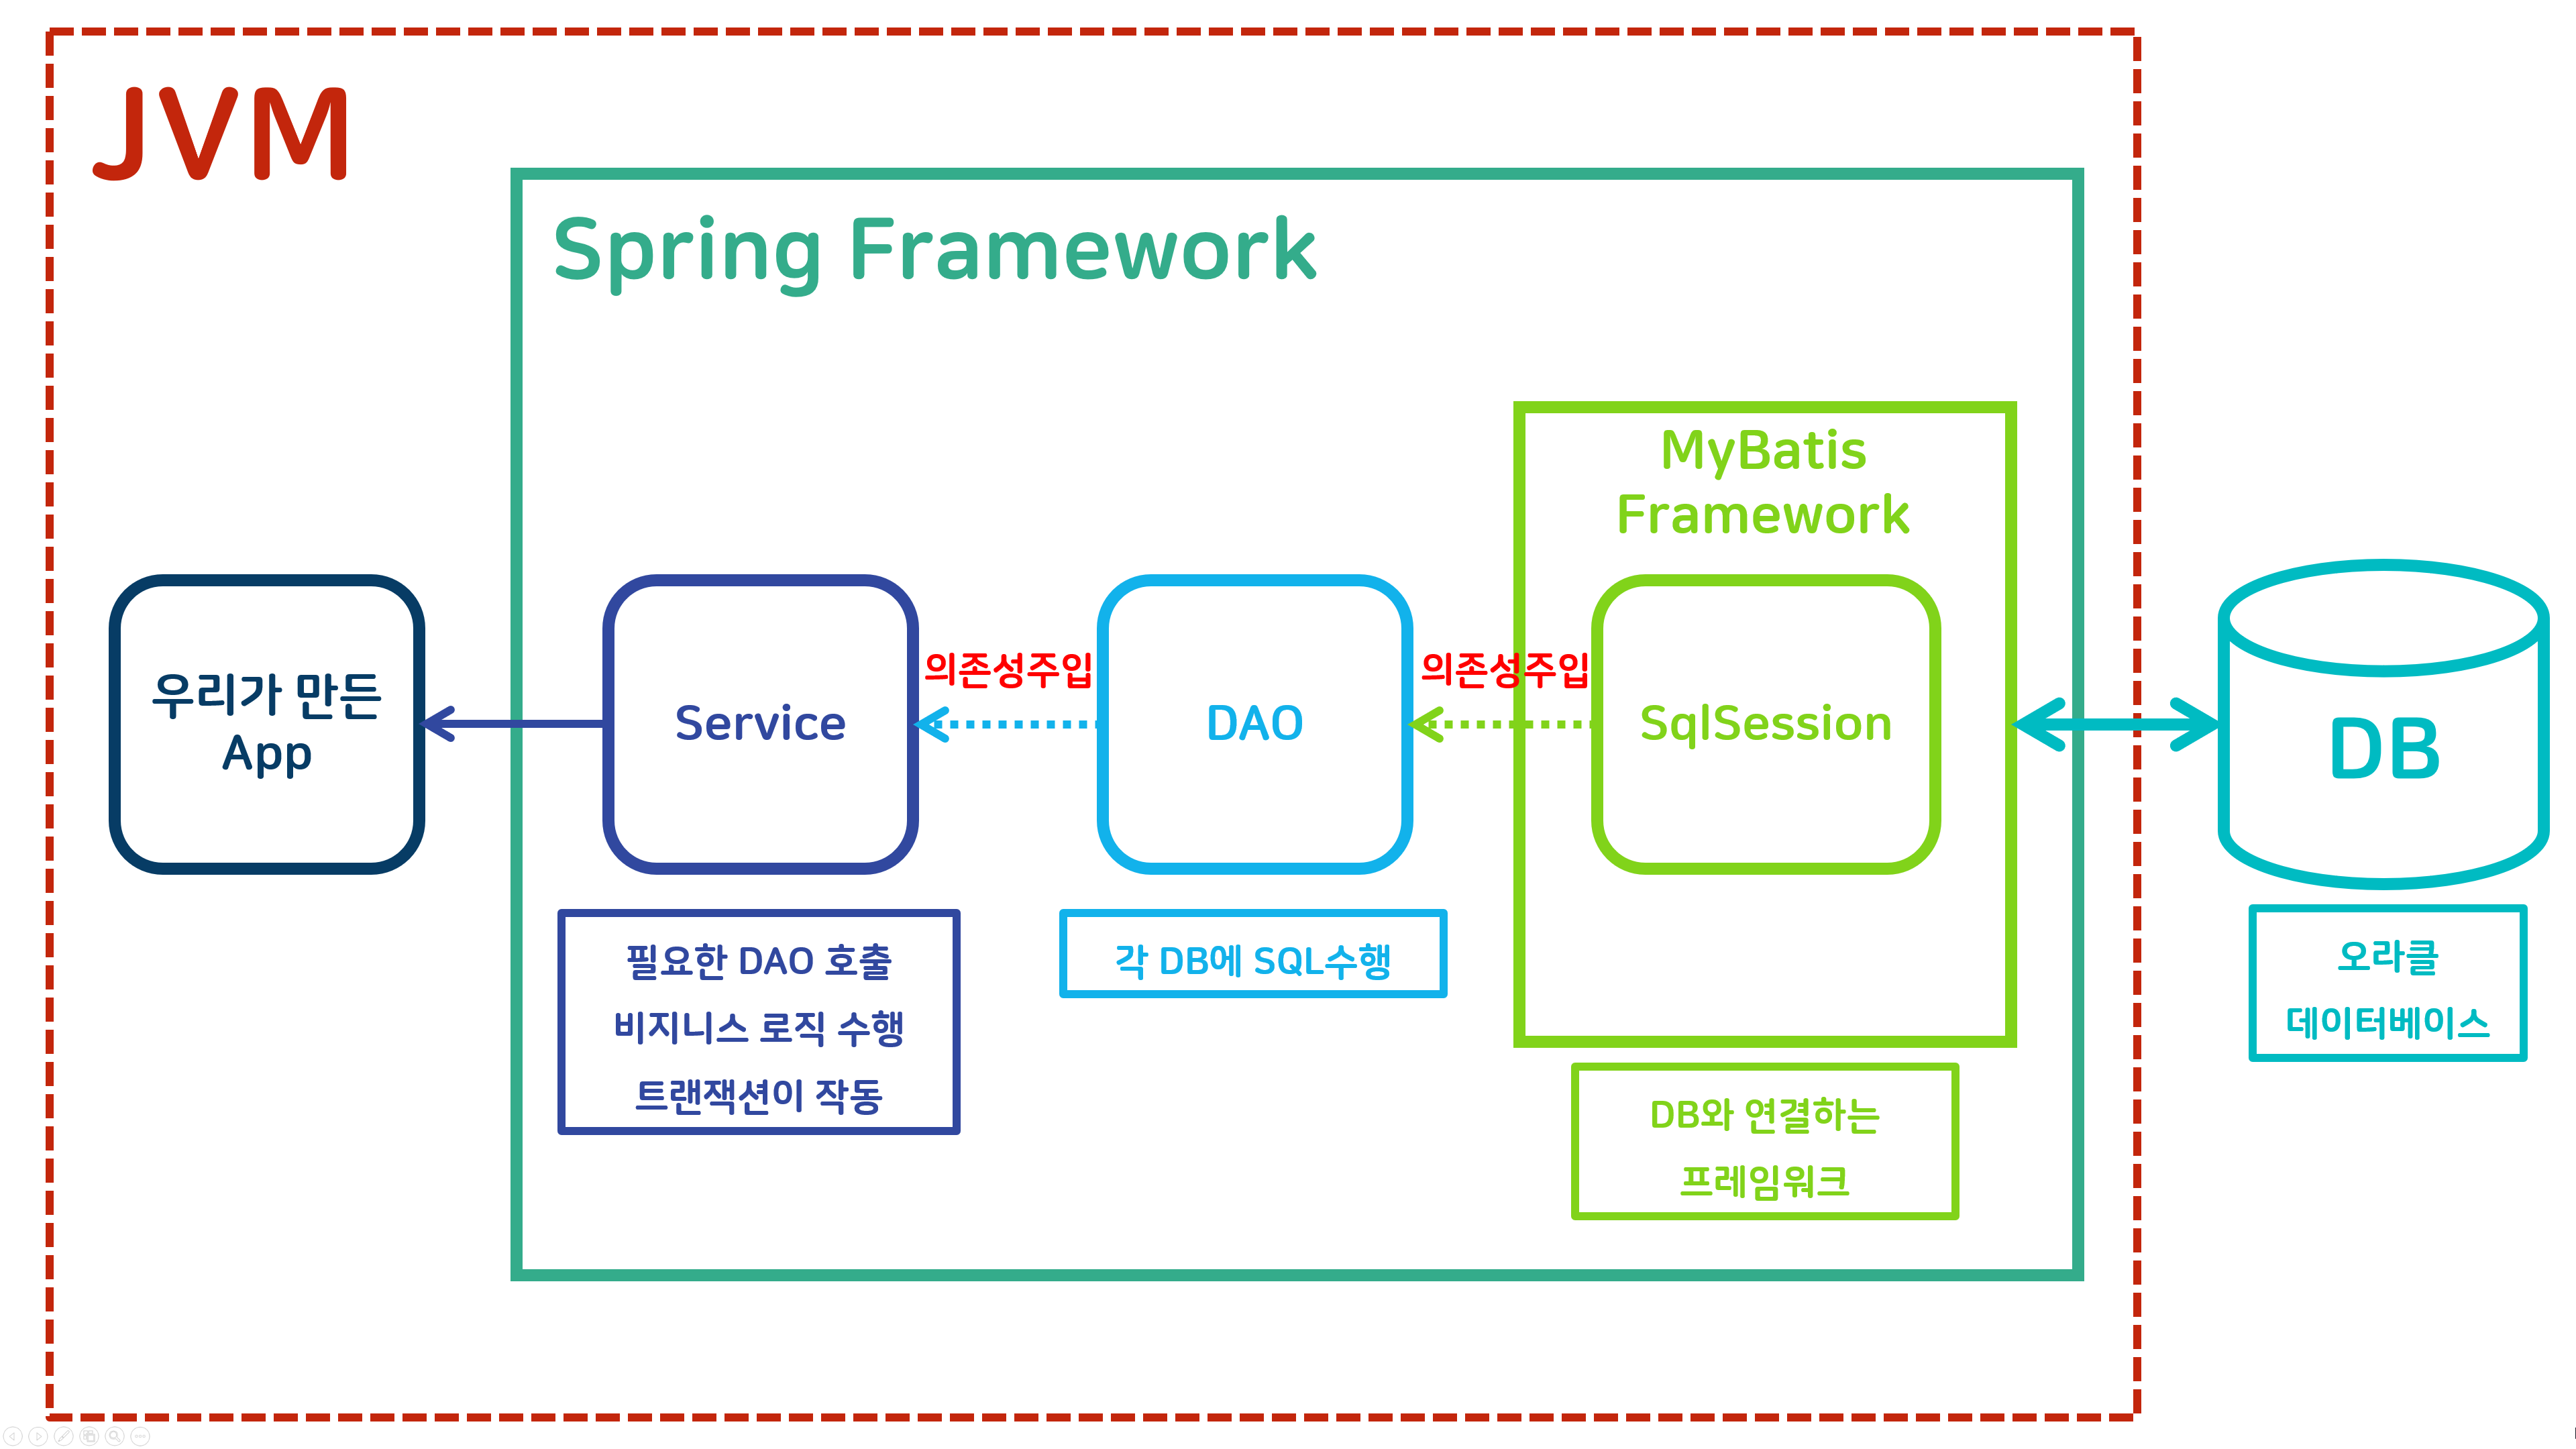 JVM
Spring Framework
MyBatis
Framework
우리가 만든
App
Service
의존성주입
DAO
의존성주입
SqlSession
DB
필요한 DAO 호출
비지니스 로직 수행
트랜잭션이 작동
각 DB에 SQL수행
DB와 연결하는
프레임워크
오라클
데이터베이스